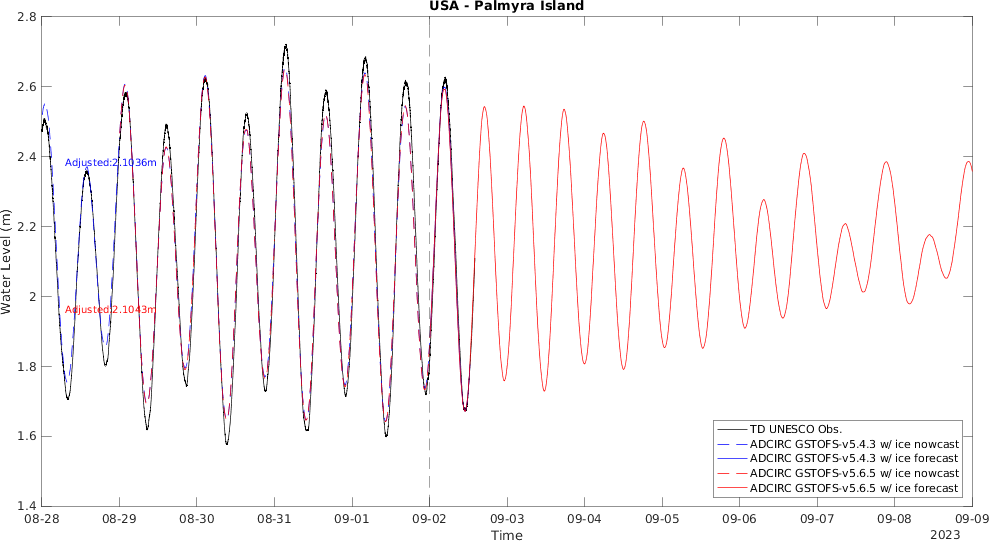 USA - Palmyra Island
2.8
2.6
2.4
2.2
2
1.8
1.6
1.4
Water Level (m)
Adjusted:2.1036m
Adjusted:2.1043m
TD UNESCO Obs.
ADCIRC GSTOFS-v5.4.3 w/ ice nowcast
ADCIRC GSTOFS-v5.4.3 w/ ice forecast
ADCIRC GSTOFS-v5.6.5 w/ ice nowcast
ADCIRC GSTOFS-v5.6.5 w/ ice forecast
08-28 08-29 08-30 08-31 09-01 09-02 09-03 09-04 09-05 09-06 09-07 09-08 09-09
Time
2023